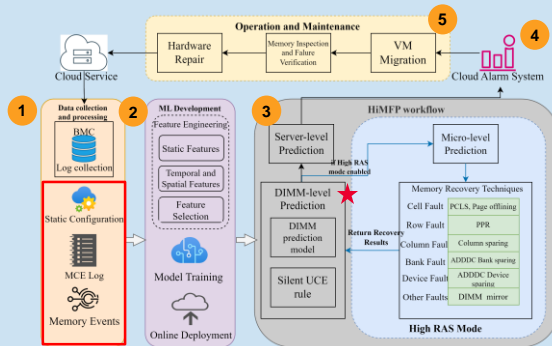 Operation and Maintenance
5
4
Hardware
Repair
Memory Inspection
and Falure
Verification
VM
Migration
Cloud Service
Cloud Alarm System
1
Data collection
and processing
2
ML Development
3
HiMFP workflow
BMC
Log collection
Static Configuration
MCE Log
Memory Events
Feature Engineering
Static Features
Temporal and
Spatial Features
Feature
Selection
Model Training
Online Deployment
Server-level
Prediction
if High RAS
mode enabled
Micro-level
Prediction
DIMM-level
Prediction
DIMM
prediction
model
Silent UCE
rule
Return Recovery
Results
Memory Recovery Techniques
Cell Fault PCLS, Page offlining
Row Fault PPR
Column Fault Column sparing
Bank Fault ADDDC Bank sparing
Device Fault ADDDC Device
sparing
Other Faults DIMM mirror
High RAS Mode